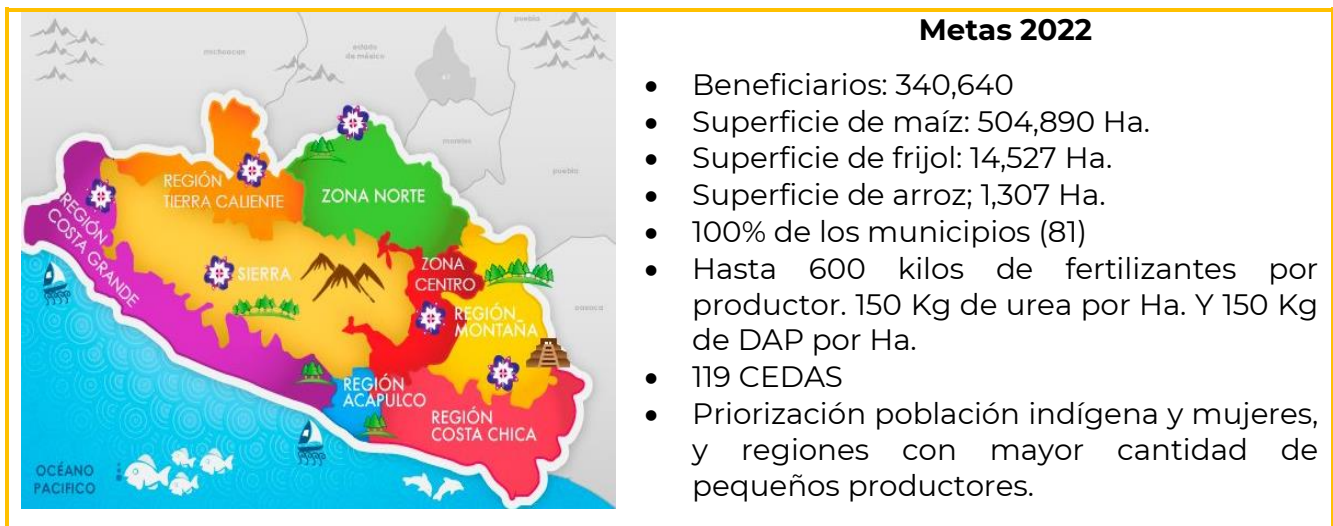 puebla
michoacan
estado
de méxico
morelos
puebla
oaxaca
REGIÓN
TIERRA CALIENTE
ZONA NORTE
REGIÓN
COSTA GRANDE
SIERRA
ZONA
CENTRO
REGIÓN
MONTAÑA
REGIÓN
ACAPULCO
REGIÓN
COSTA CHICA
OCÉANO
PACIFICO
Metas 2022
• Beneficiarios: 340,640
• Superficie de maíz: 504,890 Ha.
• Superficie de frijol: 14,527 Ha.
• Superficie de arroz; 1,307 Ha.
• 100% de los municipios (81)
• Hasta 600 kilos de fertilizantes por
productor. 150 Kg de urea por Ha. Y 150 Kg
de DAP por Ha.
• 119 CEDAS
• Priorización población indígena y mujeres,
y regiones con mayor cantidad de
pequeños productores.